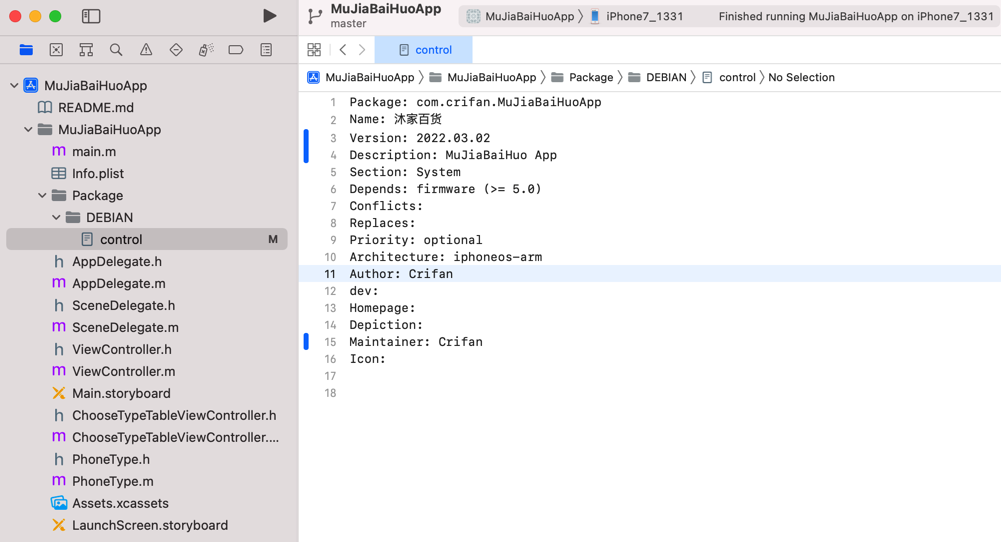 MuJiaBaiHuoApp
master
MuJiaBaiHuoApp
iPhone7_1331
Finished running MuJiaBaiHuoApp on iPhone7_1331
control
MuJiaBaiHuoApp
README.md
MuJiaBaiHuoApp
main.m
Info.plist
Package
DEBIAN
control M
AppDelegate.h
AppDelegate.m
SceneDelegate.h
SceneDelegate.m
ViewController.h
ViewController.m
Main.storyboard
ChooseTypeTableViewController.h
ChooseTypeTableViewController....
PhoneType.h
PhoneType.m
Assets.xcassets
LaunchScreen.storyboard
MuJiaBaiHuoApp 〉 MuJiaBaiHuoApp 〉 Package 〉 DEBIAN 〉 control 〉 No Selection
1 Package: com.crifan.MuJiaBaiHuoApp
2 Name: 沐家百货
3 Version: 2022.03.02
4 Description: MuJiaBaiHuo App
5 Section: System
6 Depends: firmware (>= 5.0)
7 Conflicts:
8 Replaces:
9 Priority: optional
10 Architecture: iphoneos-arm
11 Author: Crifan
12 dev:
13 Homepage:
14 Depiction:
15 Maintainer: Crifan
16 Icon:
17
18